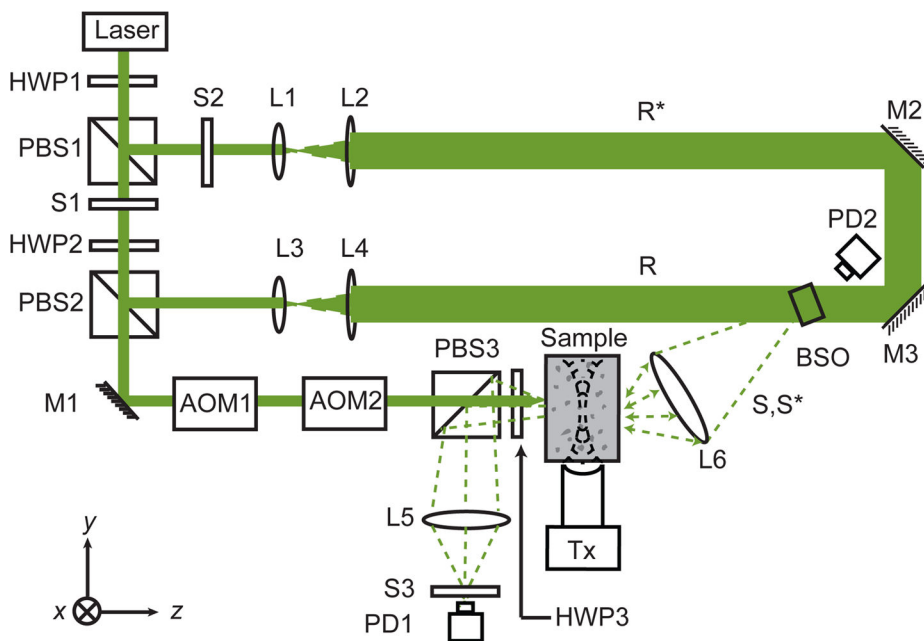 Laser
HWP1
S2
L1
L2
R*
M2
PBS1
S1
PD2
HWP2
L3
L4
R
PBS2
BSO
M3
PBS3
Sample
M1
AOM1
AOM2
S,S*
L6
L5
Tx
y
S3
x
z
PD1
HWP3